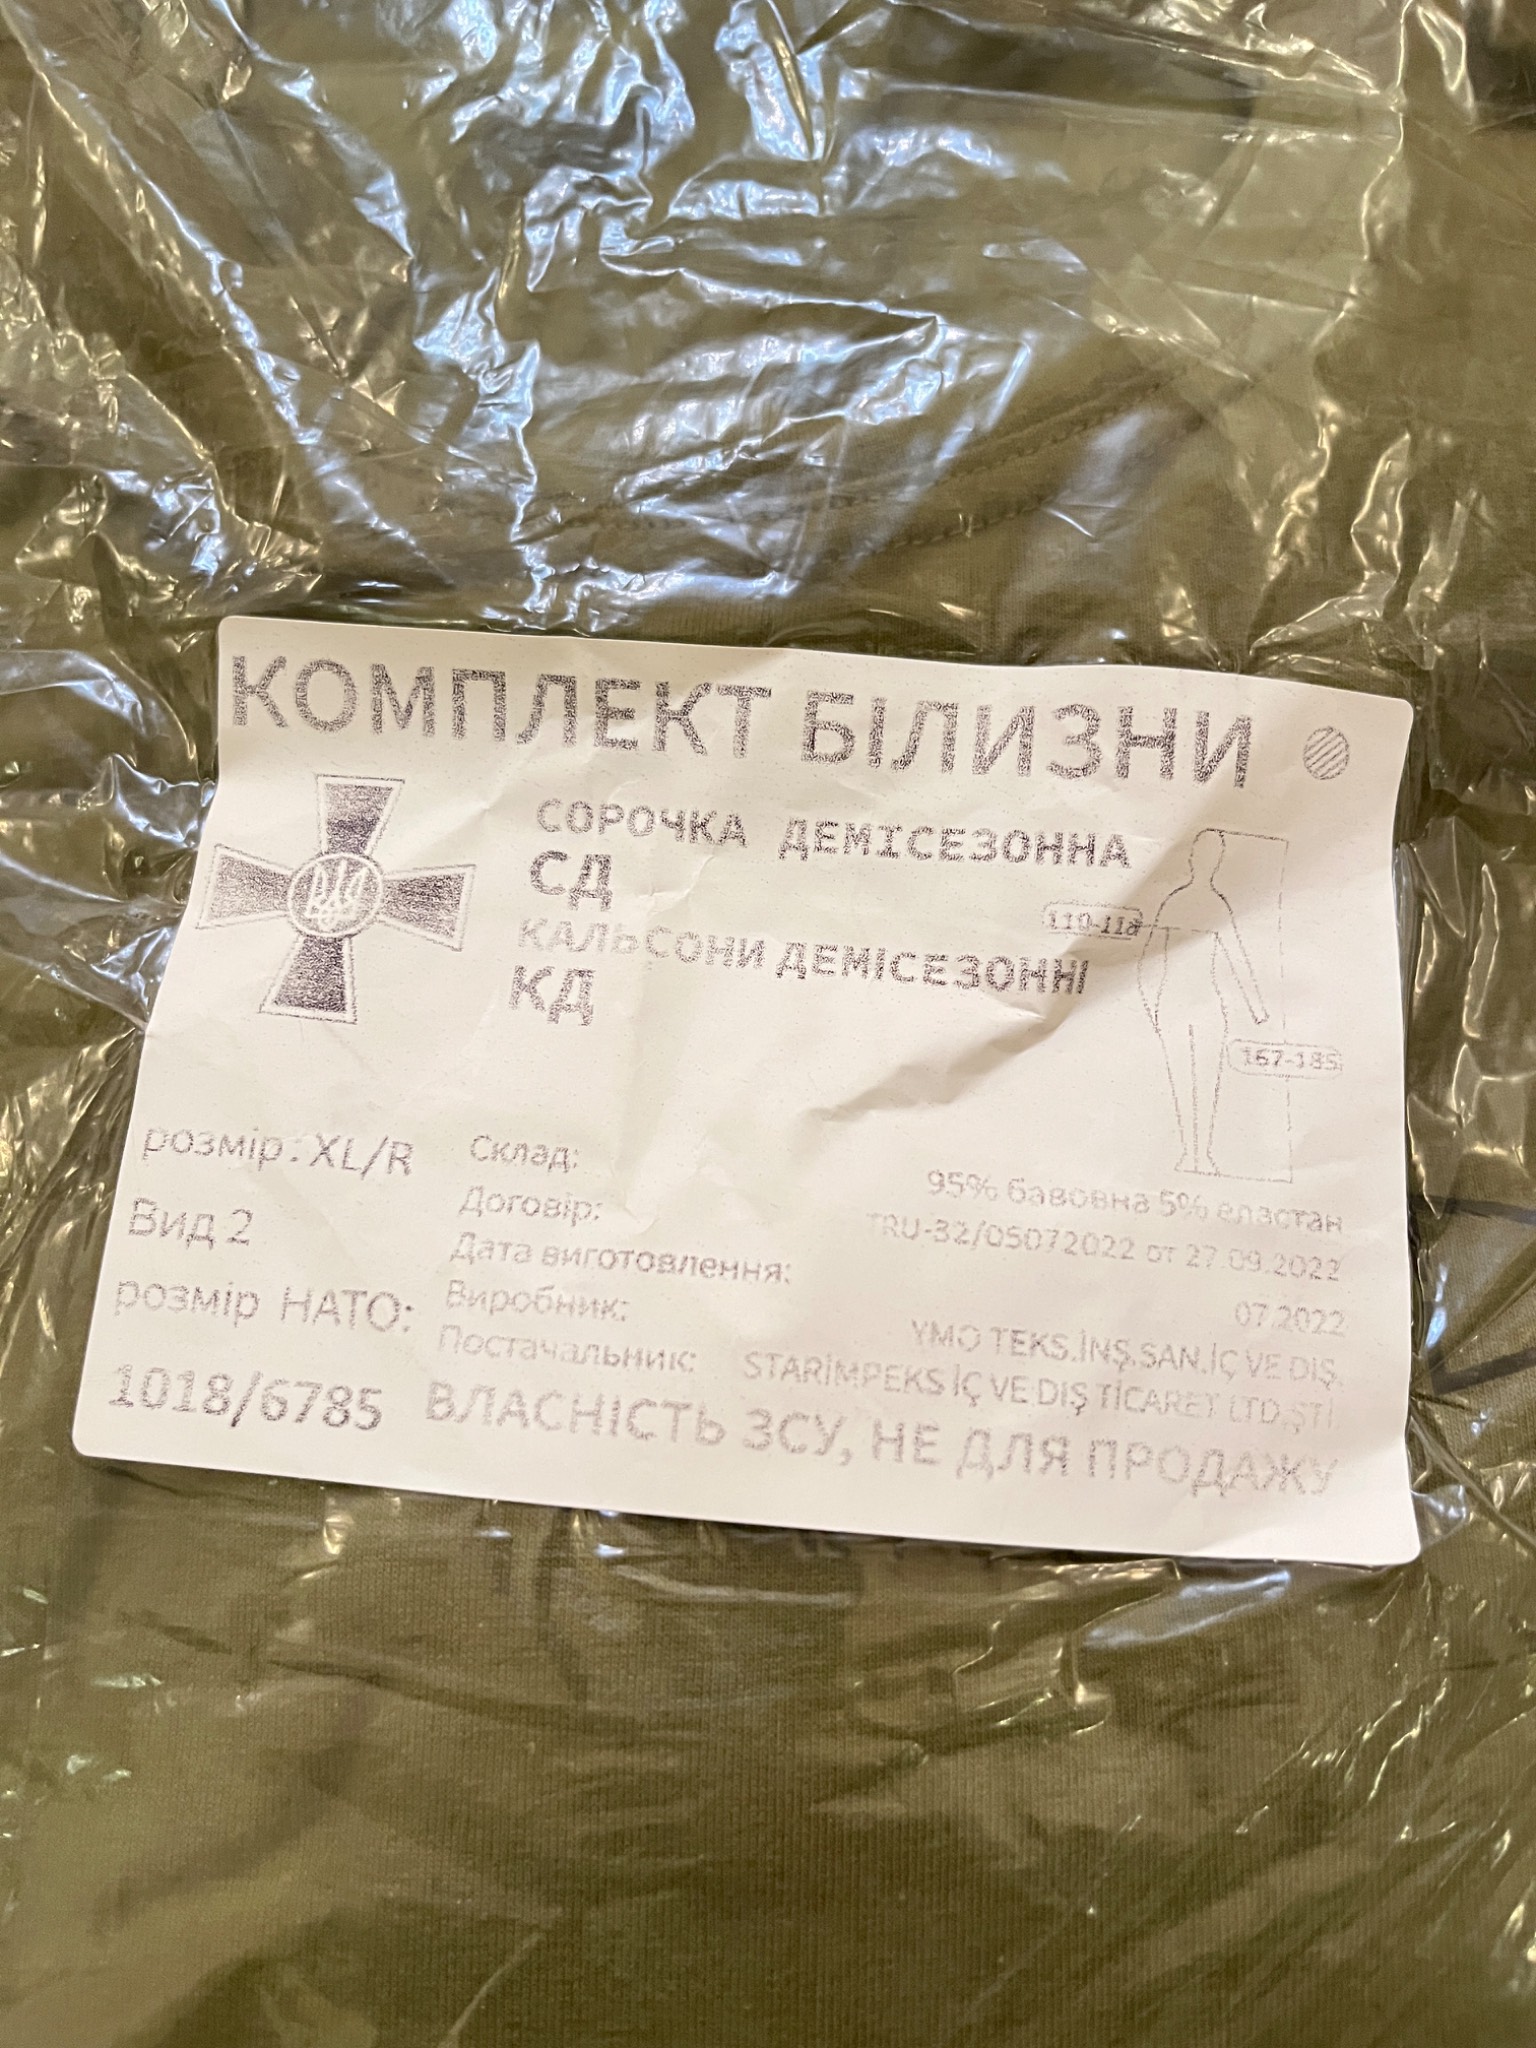 КОМПЛЕКТ БІЛИЗНИ
СОРОЧКА ДЕМІСЕЗОННА
СД
КАЛЬСОНИ ДЕМІСЕЗОННІ
КД
110-118
167-185
розмір: XL/R
Вид 2
розмір НАТО:
1018/6785
Склад: 95% бавовна 5% еластан
Договір: TRU-32/05072022 от 27.09.2022
Дата виготовлення: 07.2022
Виробник: YMO TEKS.İNŞ.SAN.İÇ VE DIŞ.
Постачальник: STARİMPEKS İÇ VE DIŞ TİCARET LTD.ŞTİ
ВЛАСНІСТЬ ЗСУ, НЕ ДЛЯ ПРОДАЖУ